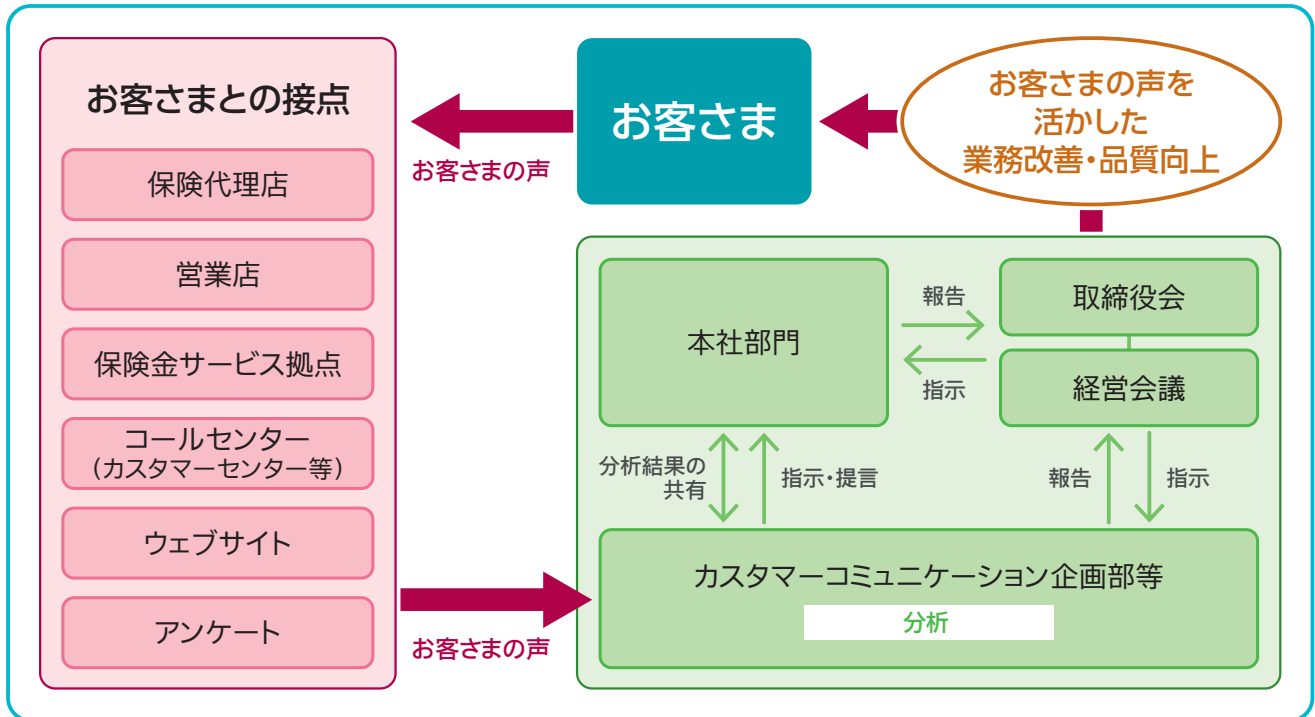 お客さまとの接点
保険代理店
営業店
保険金サービス拠点
コールセンター
(カスタマーセンター等)
ウェブサイト
アンケート
お客さまの声
お客さま
お客さまの声を
活かした
業務改善・品質向上
本社部門
報告
指示
取締役会
経営会議
分析結果の
共有
指示・提言
報告
指示
カスタマーコミュニケーション企画部等
分析
お客さまの声